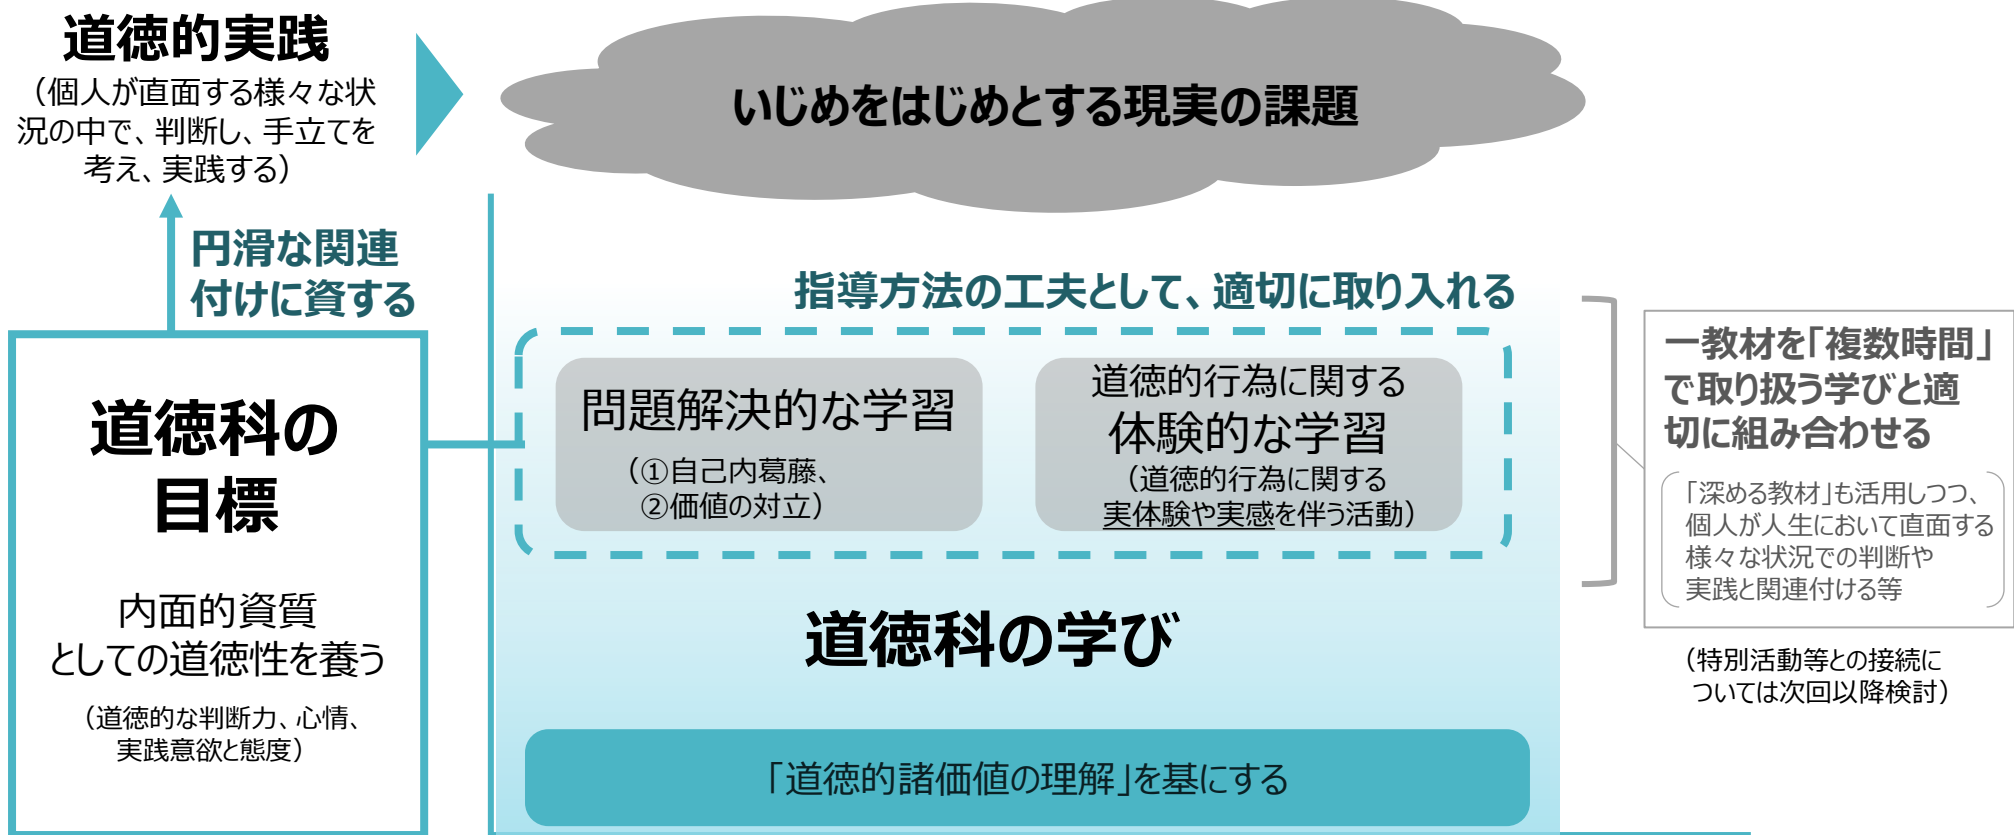 道徳的実践
（個人が直面する様々な状
況の中で、判断し、手立てを
考え、実践する）
いじめをはじめとする現実の課題
円滑な関連
付けに資する
道徳科の
目標
内面的資質
としての道徳性を養う
（道徳的な判断力、心情、
実践意欲と態度）
指導方法の工夫として、適切に取り入れる
問題解決的な学習
（①自己内葛藤、
②価値の対立）
道徳的行為に関する
体験的な学習
（道徳的行為に関する
実体験や実感を伴う活動）
道徳科の学び
「道徳的諸価値の理解」を基にする
一教材を「複数時間」
で取り扱う学びと適
切に組み合わせる
「深める教材」も活用しつつ、
個人が人生において直面する
様々な状況での判断や
実践と関連付ける等
（特別活動等との接続に
ついては次回以降検討）